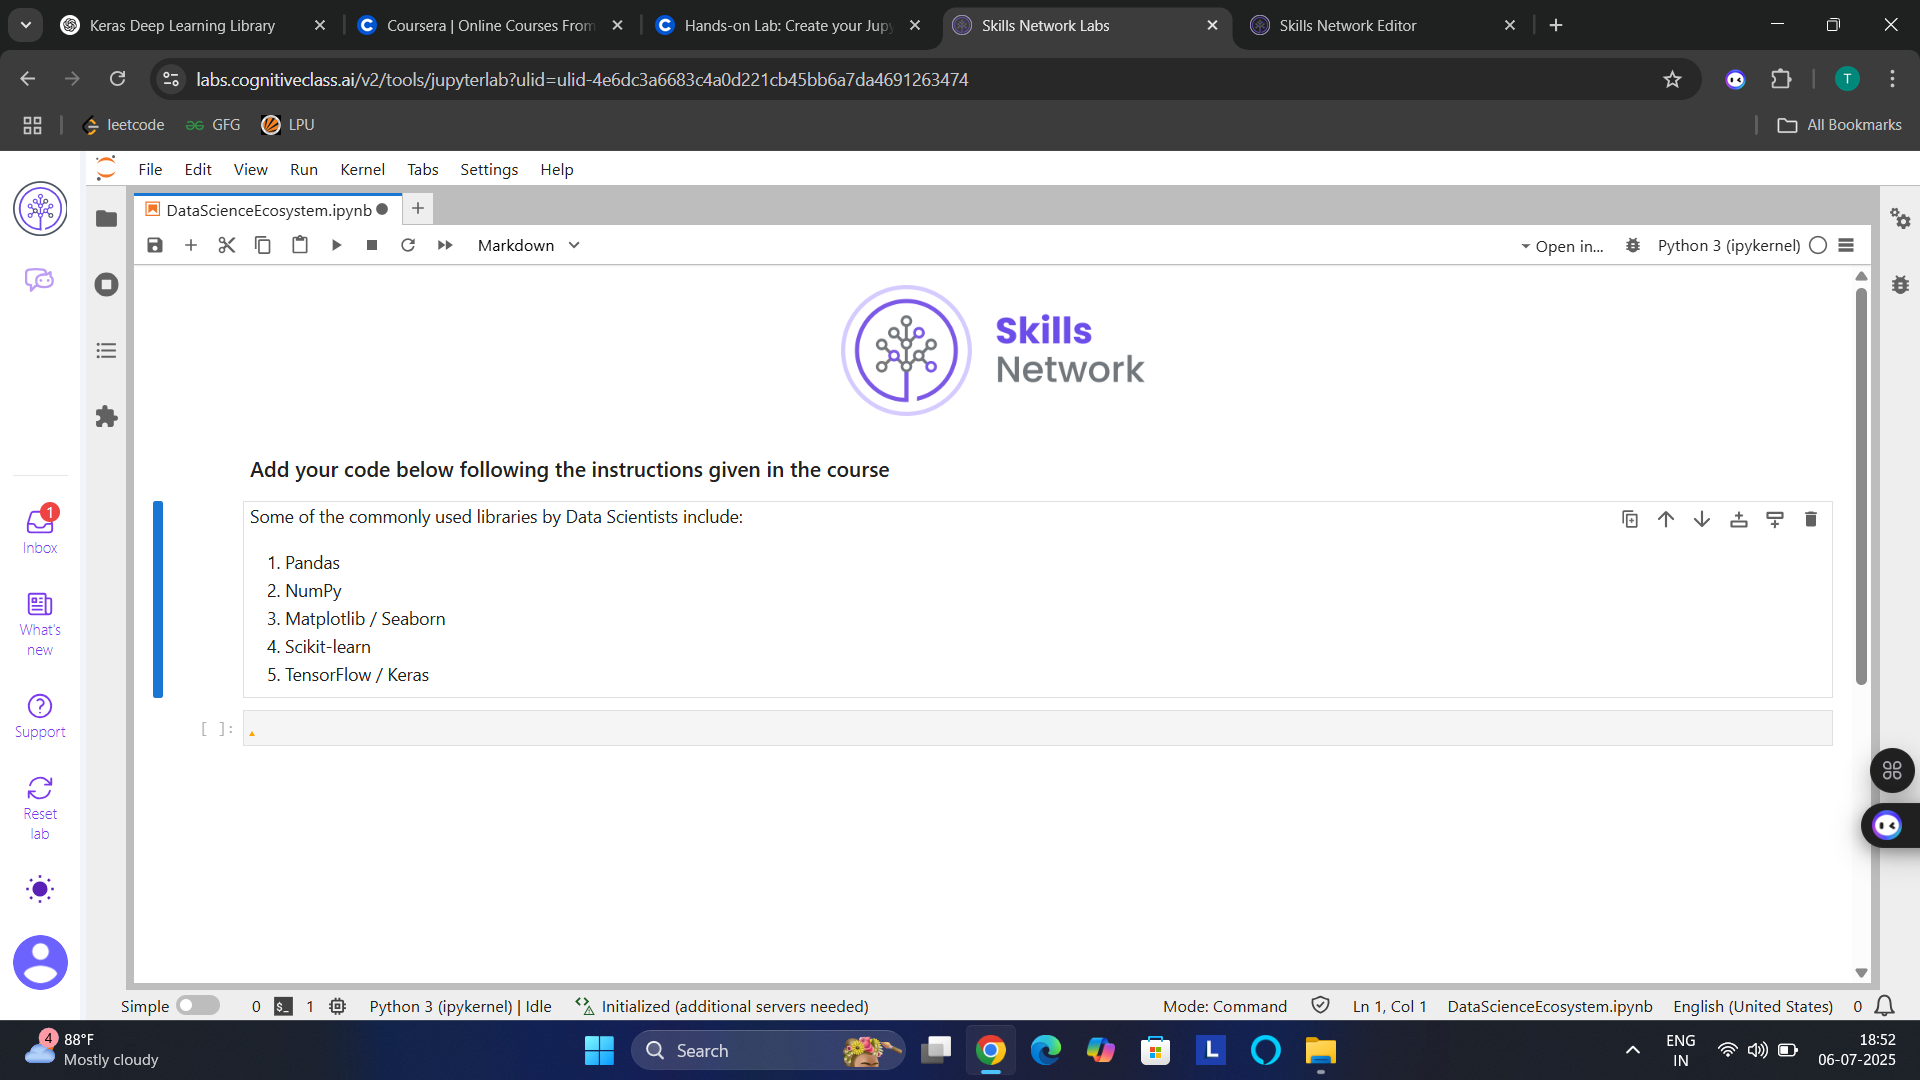 Keras Deep Learning Library
Coursera | Online Courses From
Hands-on Lab: Create your Jupy
Skills Network Labs
Skills Network Editor
labs.cognitiveclass.ai/v2/tools/jupyterlab?ulid=ulid-4e6dc3a6683c4a0d221cb45bb6a7da4691263474
T
leetcode
GFG
LPU
All Bookmarks
File Edit View Run Kernel Tabs Settings Help
DataScienceEcosystem.ipynb
Markdown
Open in...
Python 3 (ipykernel)
Skills
Network
Add your code below following the instructions given in the course
Some of the commonly used libraries by Data Scientists include:
1. Pandas
2. NumPy
3. Matplotlib / Seaborn
4. Scikit-learn
5. TensorFlow / Keras
[ ]:
1
Inbox
What's
new
Support
Reset
lab
Simple
0
1
Python 3 (ipykernel) | Idle
Initialized (additional servers needed)
Mode: Command
Ln 1, Col 1
DataScienceEcosystem.ipynb
English (United States)
0
4
88°F
Mostly cloudy
Search
L
ENG
IN
18:52
06-07-2025